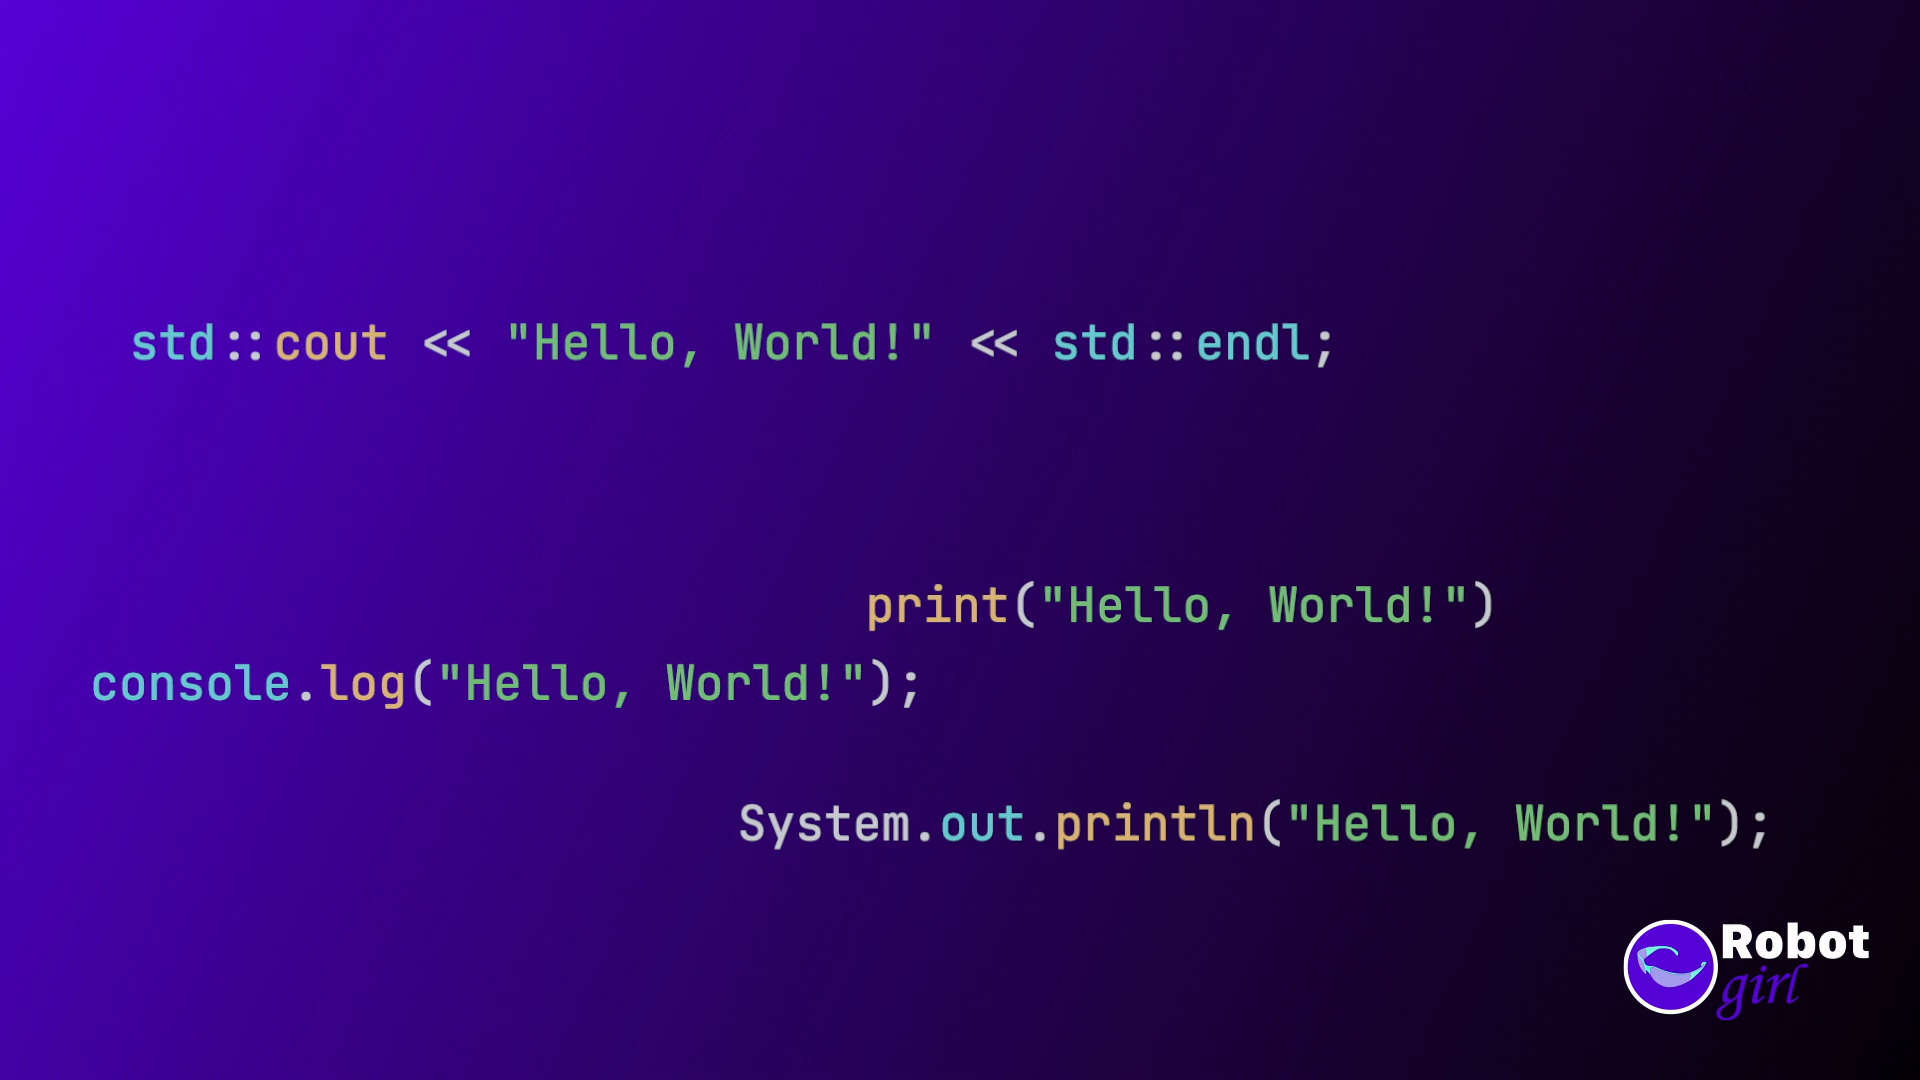 std::cout << "Hello, World!" << std::endl;
print("Hello, World!")
console.log("Hello, World!");
System.out.println("Hello, World!");
Robot
girl